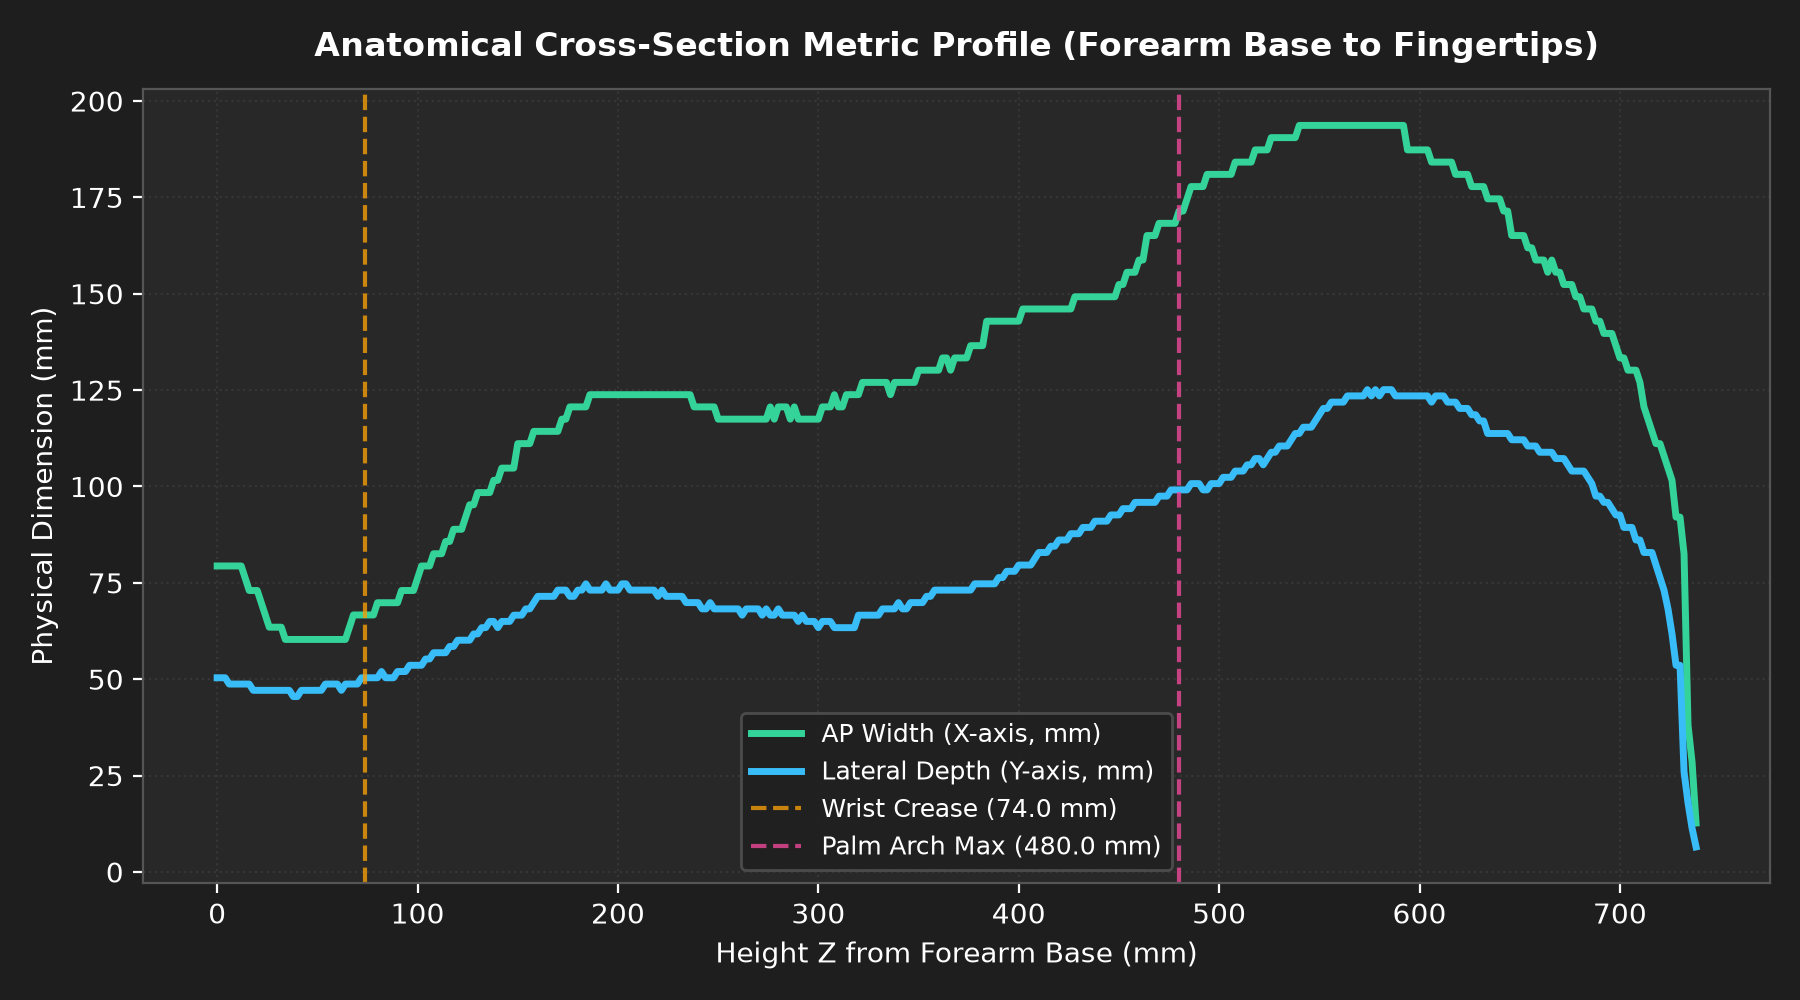 Anatomical Cross-Section Metric Profile (Forearm Base to Fingertips)
Physical Dimension (mm)
200
175
150
125
100
75
50
25
0
AP Width (X-axis, mm)
Lateral Depth (Y-axis, mm)
Wrist Crease (74.0 mm)
Palm Arch Max (480.0 mm)
0 100 200 300 400 500 600 700
Height Z from Forearm Base (mm)